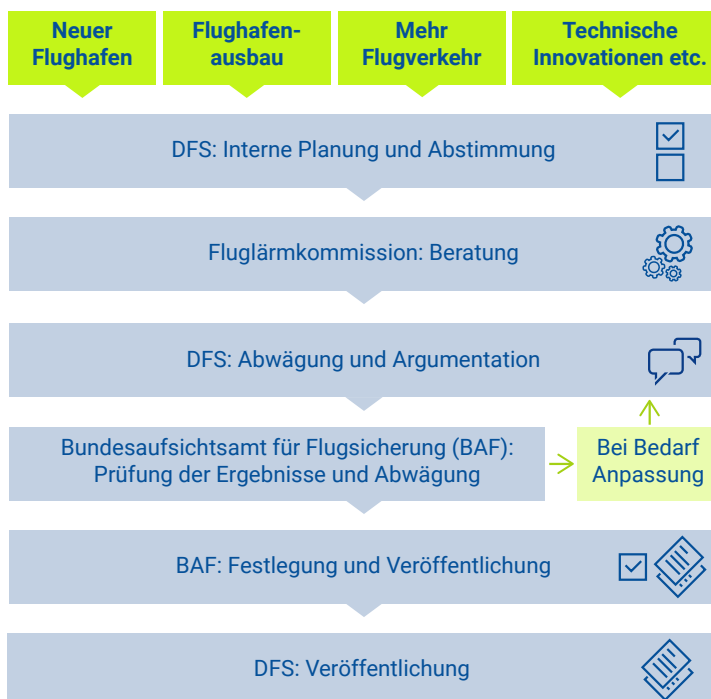 Neuer
Flughafen
Flughafen-
ausbau
Mehr
Flugverkehr
Technische
Innovationen etc.
DFS: Interne Planung und Abstimmung
Fluglärmkommission: Beratung
DFS: Abwägung und Argumentation
Bundesaufsichtsamt für Flugsicherung (BAF):
Prüfung der Ergebnisse und Abwägung
Bei Bedarf
Anpassung
BAF: Festlegung und Veröffentlichung
DFS: Veröffentlichung